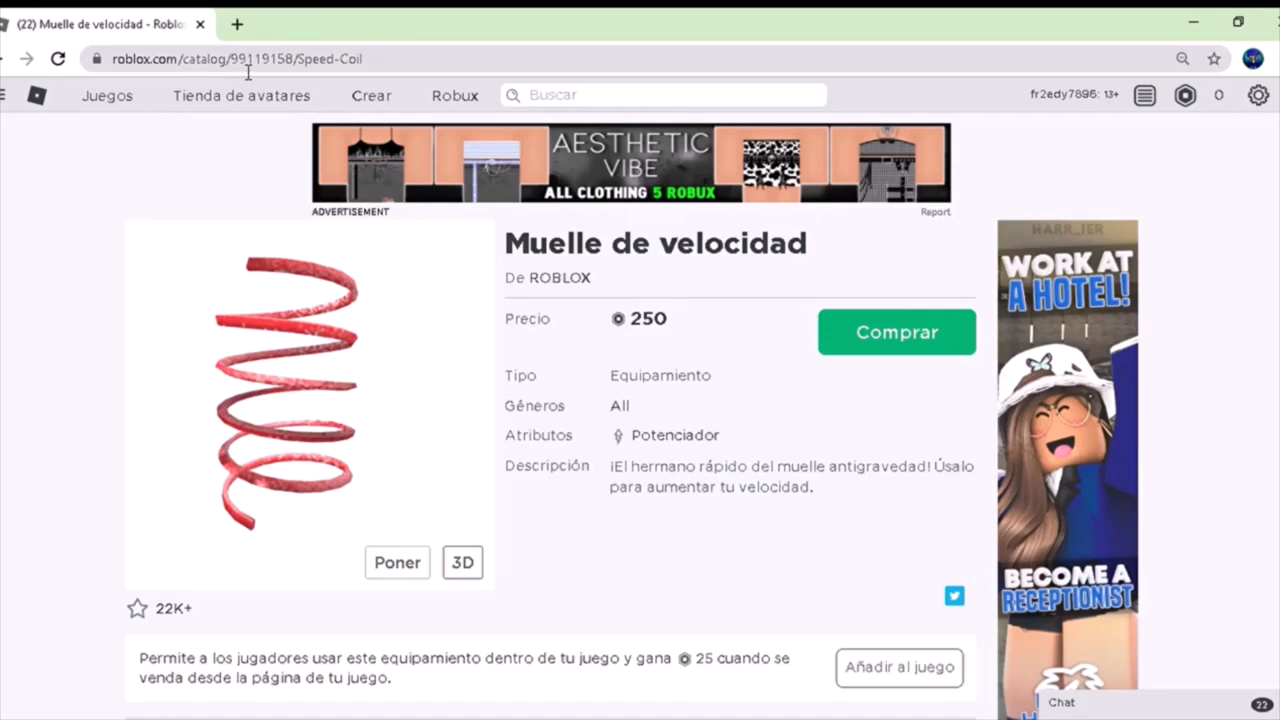 (22) Muelle de velocidad - Roblo
roblox.com/catalog/99119158/Speed-Coil
Juegos
Tienda de avatares
Crear
Robux
Buscar
fr2edy7896: 13+
0
AESTHETIC
VIBE
ALL CLOTHING 5 ROBUX
ADVERTISEMENT
Report
Muelle de velocidad
De ROBLOX
Precio
250
Comprar
Tipo
Equipamiento
Géneros
All
Atributos
Potenciador
Descripción
¡El hermano rápido del muelle antigravedad! Úsalo
para aumentar tu velocidad.
Poner
3D
22K+
Permite a los jugadores usar este equipamiento dentro de tu juego y gana 25 cuando se
venda desde la página de tu juego.
Añadir al juego
HARR_IER
WORK AT
A HOTEL!
BECOME A
RECEPTIONIST
Chat
22